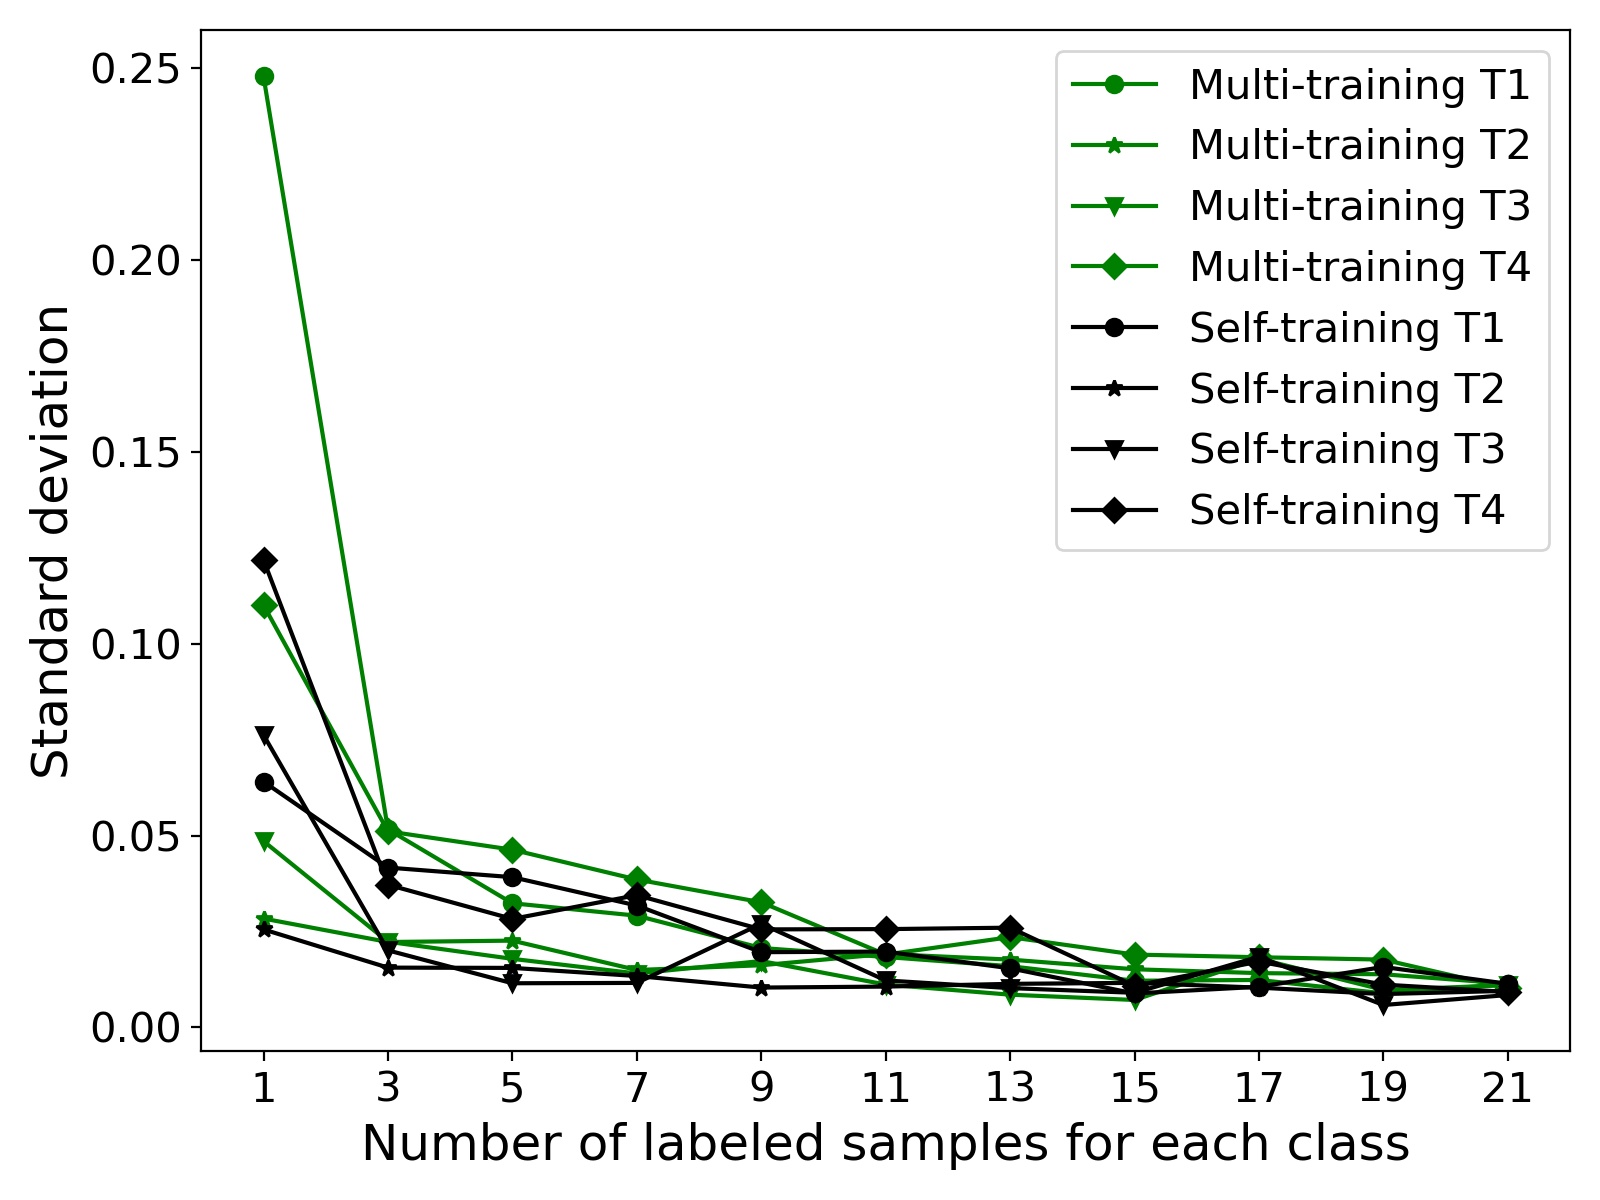 Standard deviation
0.25
0.20
0.15
0.10
0.05
0.00
Multi-training T1
Multi-training T2
Multi-training T3
Multi-training T4
Self-training T1
Self-training T2
Self-training T3
Self-training T4
1 3 5 7 9 11 13 15 17 19 21
Number of labeled samples for each class